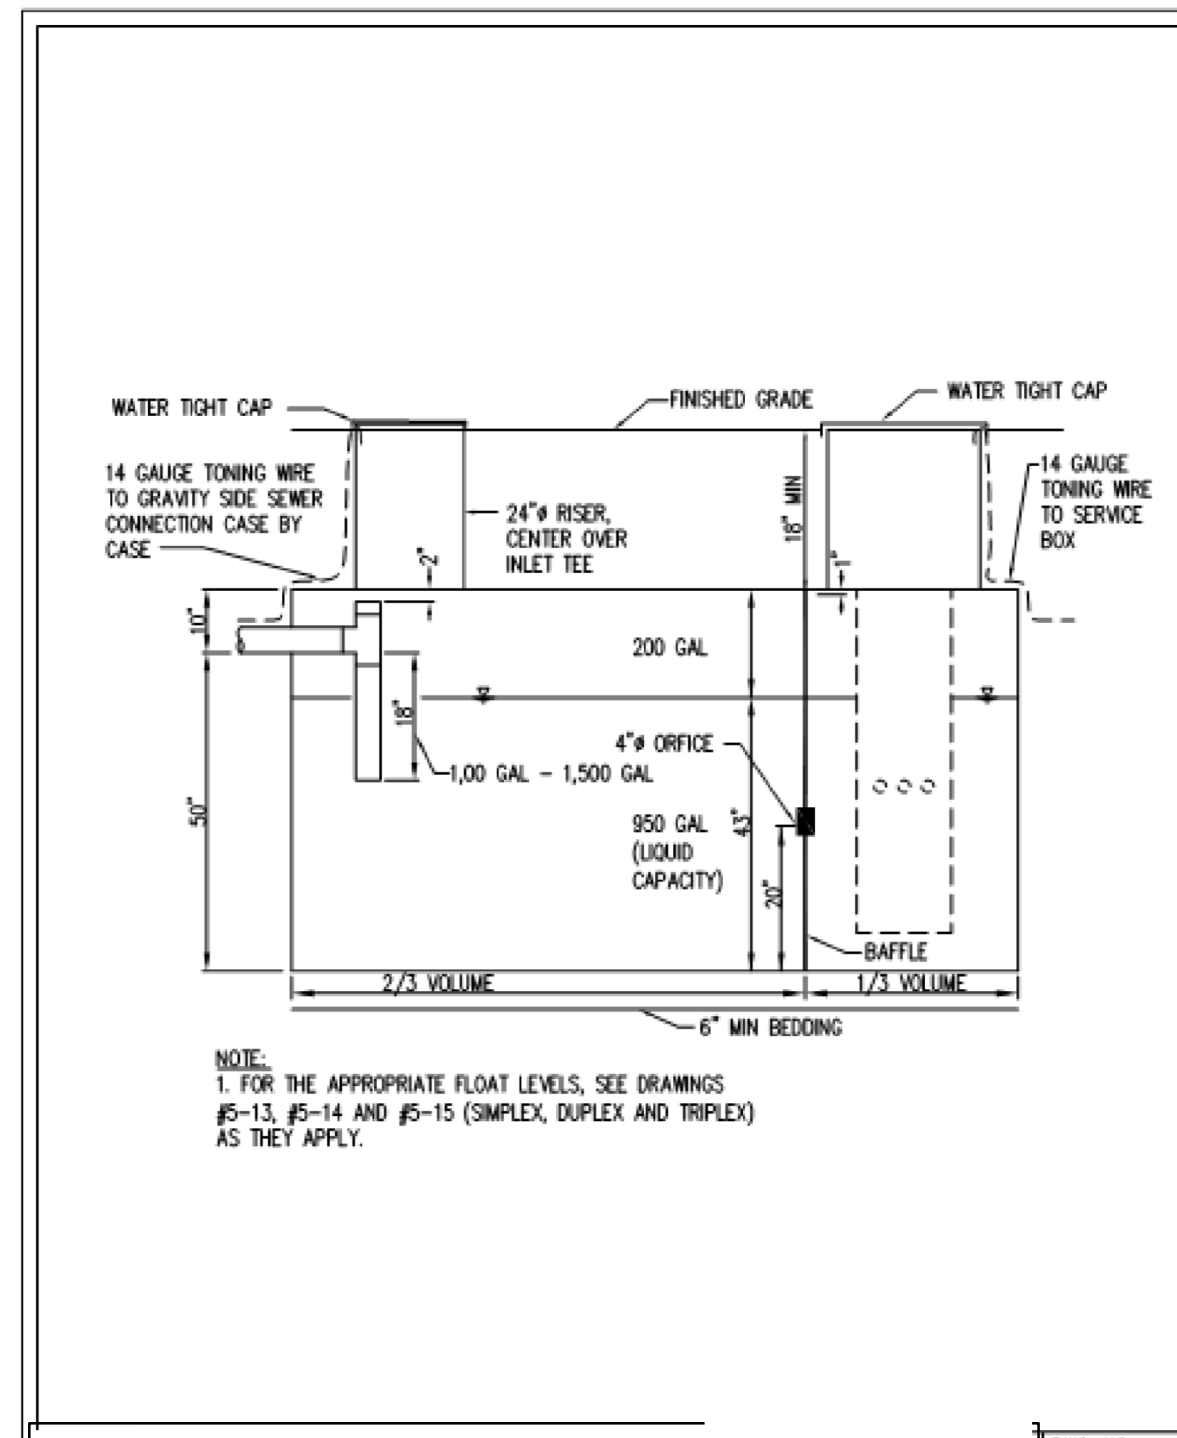 WATER TIGHT CAP
FINISHED GRADE
WATER TIGHT CAP
14 GAUGE TONING WIRE
TO GRAVITY SIDE SEWER
CONNECTION CASE BY
CASE
24"ø RISER,
CENTER OVER
INLET TEE
18" MIN
14 GAUGE
TONING WIRE
TO SERVICE
BOX
2"
1"
10"
200 GAL
18"
4"ø ORFICE
1,00 GAL - 1,500 GAL
50"
950 GAL
(LIQUID
CAPACITY)
43"
20"
BAFFLE
2/3 VOLUME
1/3 VOLUME
6" MIN BEDDING
NOTE:
1. FOR THE APPROPRIATE FLOAT LEVELS, SEE DRAWINGS
#5-13, #5-14 AND #5-15 (SIMPLEX, DUPLEX AND TRIPLEX)
AS THEY APPLY.